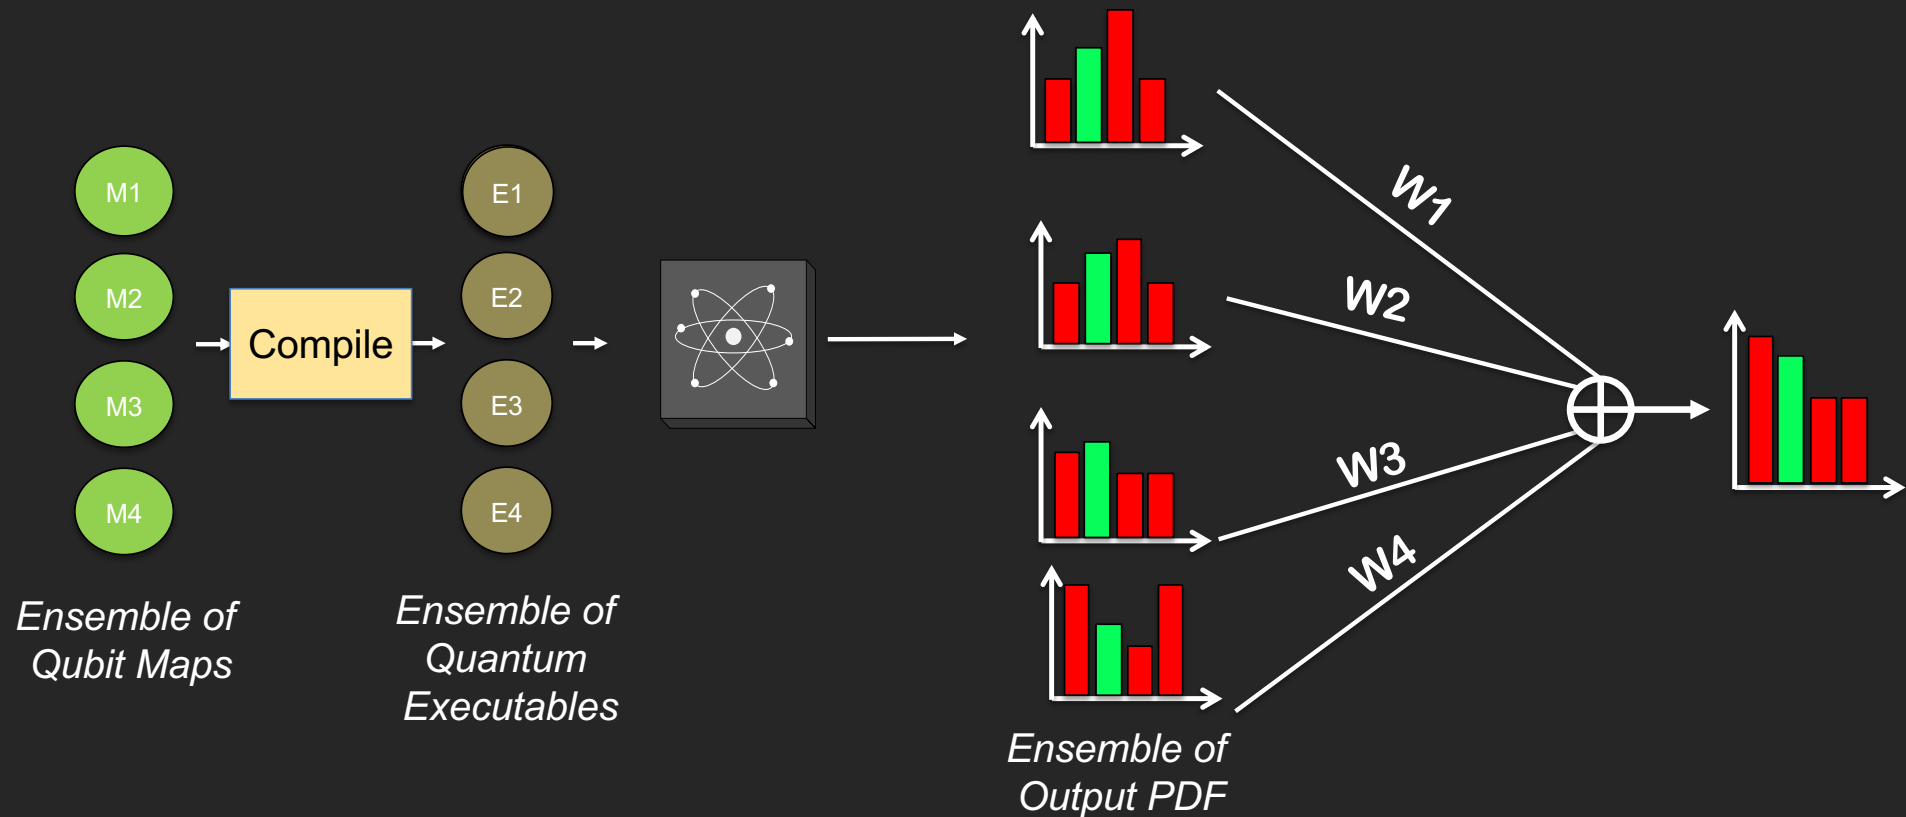 M1
M2
M3
M4
Compile
E1
E2
E3
E4
W1
W2
W3
W4
Ensemble of
Qubit Maps
Ensemble of
Quantum
Executables
Ensemble of
Output PDF